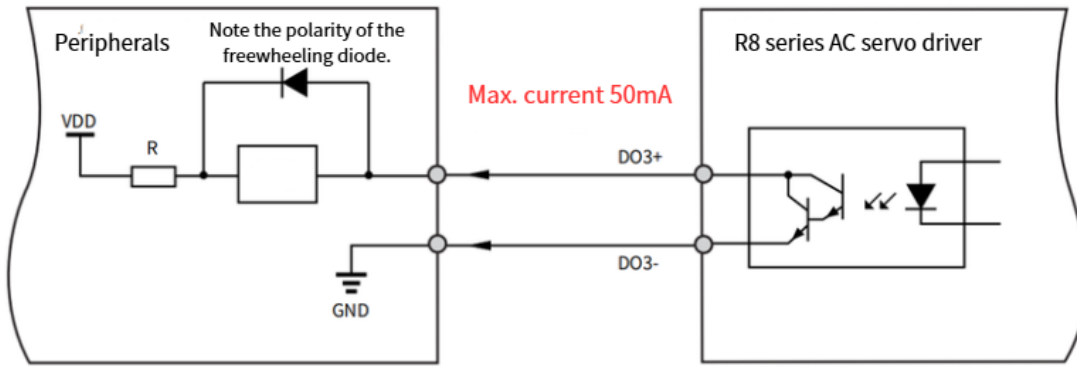 Peripherals
Note the polarity of the
freewheeling diode.
R8 series AC servo driver
Max. current 50mA
VDD
R
DO3+
DO3-
GND